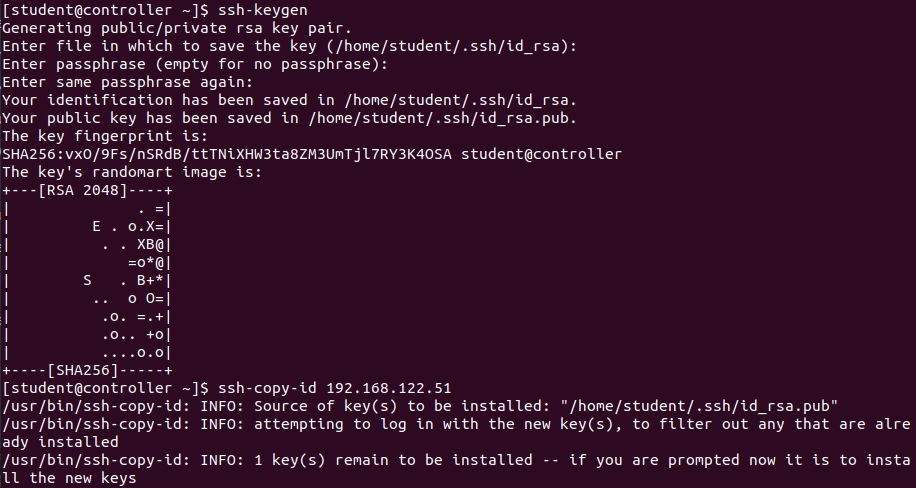 [student@controller ~]$ ssh-keygen
Generating public/private rsa key pair.
Enter file in which to save the key (/home/student/.ssh/id_rsa):
Enter passphrase (empty for no passphrase):
Enter same passphrase again:
Your identification has been saved in /home/student/.ssh/id_rsa.
Your public key has been saved in /home/student/.ssh/id_rsa.pub.
The key fingerprint is:
SHA256:vxO/9Fs/nSRdB/ttTNiXHW3ta8ZM3UmTjl7RY3K4OSA student@controller
The key's randomart image is:
+---[RSA 2048]----+
|               . =|
|          E . o.X=|
|           . . XB@|
|              =o*@|
|         S   . B+*|
|          ..  o O=|
|           .o. =.+|
|           .o.. +o|
|           ....o.o|
+----[SHA256]-----+
[student@controller ~]$ ssh-copy-id 192.168.122.51
/usr/bin/ssh-copy-id: INFO: Source of key(s) to be installed: "/home/student/.ssh/id_rsa.pub"
/usr/bin/ssh-copy-id: INFO: attempting to log in with the new key(s), to filter out any that are alre
ady installed
/usr/bin/ssh-copy-id: INFO: 1 key(s) remain to be installed -- if you are prompted now it is to insta
ll the new keys